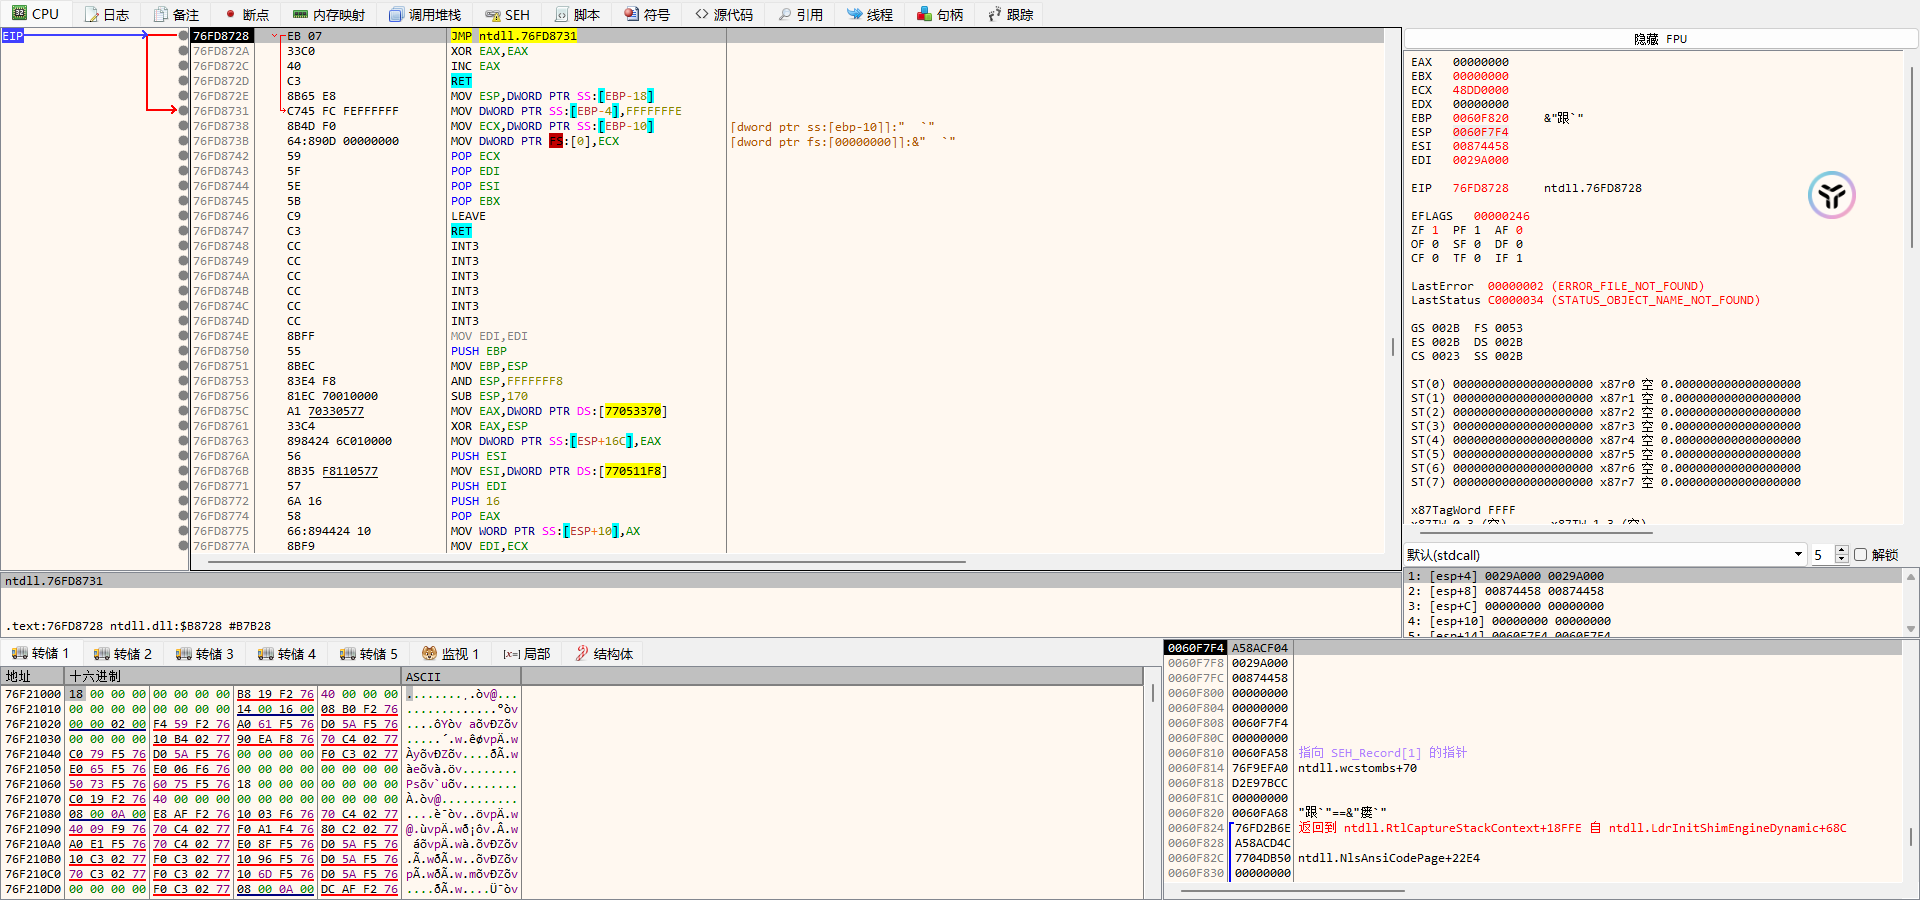 CPU 日志 备注 断点 内存映射 调用堆栈 SEH 脚本 符号 源代码 引用 线程 句柄 跟踪
EIP
76FD8728 EB 07 JMP ntdll.76FD8731
76FD872A 33C0 XOR EAX,EAX
76FD872C 40 INC EAX
76FD872D C3 RET
76FD872E 8B65 E8 MOV ESP,DWORD PTR SS:[EBP-18]
76FD8731 C745 FC FEFFFFFF MOV DWORD PTR SS:[EBP-4],FFFFFFFE
76FD8738 8B4D F0 MOV ECX,DWORD PTR SS:[EBP-10] [dword ptr ss:[ebp-10]]:" `"
76FD873B 64:890D 00000000 MOV DWORD PTR FS:[0],ECX [dword ptr fs:[00000000]]:&" `"
76FD8742 59 POP ECX
76FD8743 5F POP EDI
76FD8744 5E POP ESI
76FD8745 5B POP EBX
76FD8746 C9 LEAVE
76FD8747 C3 RET
76FD8748 CC INT3
76FD8749 CC INT3
76FD874A CC INT3
76FD874B CC INT3
76FD874C CC INT3
76FD874D CC INT3
76FD874E 8BFF MOV EDI,EDI
76FD8750 55 PUSH EBP
76FD8751 8BEC MOV EBP,ESP
76FD8753 83E4 F8 AND ESP,FFFFFFF8
76FD8756 81EC 70010000 SUB ESP,170
76FD875C A1 70330577 MOV EAX,DWORD PTR DS:[77053370]
76FD8761 33C4 XOR EAX,ESP
76FD8763 898424 6C010000 MOV DWORD PTR SS:[ESP+16C],EAX
76FD876A 56 PUSH ESI
76FD876B 8B35 F8110577 MOV ESI,DWORD PTR DS:[770511F8]
76FD8771 57 PUSH EDI
76FD8772 6A 16 PUSH 16
76FD8774 58 POP EAX
76FD8775 66:894424 10 MOV WORD PTR SS:[ESP+10],AX
76FD877A 8BF9 MOV EDI,ECX
隐藏 FPU
EAX 00000000
EBX 00000000
ECX 48DD0000
EDX 00000000
EBP 0060F820 &"跟`"
ESP 0060F7F4
ESI 00874458
EDI 0029A000
EIP 76FD8728 ntdll.76FD8728
EFLAGS 00000246
ZF 1 PF 1 AF 0
OF 0 SF 0 DF 0
CF 0 TF 0 IF 1
LastError 00000002 (ERROR_FILE_NOT_FOUND)
LastStatus C0000034 (STATUS_OBJECT_NAME_NOT_FOUND)
GS 002B FS 0053
ES 002B DS 002B
CS 0023 SS 002B
ST(0) 00000000000000000000 x87r0 空 0.000000000000000000
ST(1) 00000000000000000000 x87r1 空 0.000000000000000000
ST(2) 00000000000000000000 x87r2 空 0.000000000000000000
ST(3) 00000000000000000000 x87r3 空 0.000000000000000000
ST(4) 00000000000000000000 x87r4 空 0.000000000000000000
ST(5) 00000000000000000000 x87r5 空 0.000000000000000000
ST(6) 00000000000000000000 x87r6 空 0.000000000000000000
ST(7) 00000000000000000000 x87r7 空 0.000000000000000000
x87TagWord FFFF
x87TW_0 3 (空) x87TW_1 3 (空)
默认(stdcall) 5 解锁
1: [esp+4] 0029A000 0029A000
2: [esp+8] 00874458 00874458
3: [esp+C] 00000000 00000000
4: [esp+10] 00000000 00000000
5: [esp+14] 0060F7F4 0060F7F4
ntdll.76FD8731
.text:76FD8728 ntdll.dll:$B8728 #B7B28
转储 1 转储 2 转储 3 转储 4 转储 5 监视 1 [x=] 局部 结构体
地址 十六进制 ASCII
76F21000 18 00 00 00 00 00 00 00 B8 19 F2 76 40 00 00 00 ........¸.òv@...
76F21010 00 00 00 00 00 00 00 00 14 00 16 00 08 B0 F2 76 .............°òv
76F21020 00 00 02 00 F4 59 F2 76 A0 61 F5 76 D0 5A F5 76 ....ôYòv aõvÐZõv
76F21030 00 00 00 00 10 B4 02 77 90 EA F8 76 70 C4 02 77 .....´.w.êøvpÄ.w
76F21040 C0 79 F5 76 D0 5A F5 76 00 00 00 00 F0 C3 02 77 ÀyõvÐZõv....ðÃ.w
76F21050 E0 65 F5 76 E0 06 F6 76 00 00 00 00 00 00 00 00 àeõvà.öv........
76F21060 50 73 F5 76 60 75 F5 76 18 00 00 00 00 00 00 00 Psõv`uõv........
76F21070 C0 19 F2 76 40 00 00 00 00 00 00 00 00 00 00 00 À.òv@...........
76F21080 08 00 0A 00 E8 AF F2 76 10 03 F6 76 70 C4 02 77 ....è¯òv..övpÄ.w
76F21090 40 09 F9 76 70 C4 02 77 F0 A1 F4 76 80 C2 02 77 @.ùvpÄ.wð¡ôv.Â.w
76F210A0 A0 E1 F5 76 70 C4 02 77 E0 8F F5 76 D0 5A F5 76  áõvpÄ.wà.õvÐZõv
76F210B0 10 C3 02 77 F0 C3 02 77 10 96 F5 76 D0 5A F5 76 .Ã.wðÃ.w..õvÐZõv
76F210C0 70 C3 02 77 F0 C3 02 77 10 6D F5 76 D0 5A F5 76 pÃ.wðÃ.w.mõvÐZõv
76F210D0 00 00 00 00 F0 C3 02 77 08 00 0A 00 DC AF F2 76 ....ðÃ.w....Ü¯òv
0060F7F4 A58ACF04
0060F7F8 0029A000
0060F7FC 00874458
0060F800 00000000
0060F804 00000000
0060F808 0060F7F4
0060F80C 00000000
0060F810 0060FA58 指向 SEH_Record[1] 的指针
0060F814 76F9EFA0 ntdll.wcstombs+70
0060F818 D2E97BCC
0060F81C 00000000
0060F820 0060FA68 "跟`"==&"瘘`"
0060F824 76FD2B6E 返回到 ntdll.RtlCaptureStackContext+18FFE 自 ntdll.LdrInitShimEngineDynamic+68C
0060F828 A58ACD4C
0060F82C 7704DB50 ntdll.NlsAnsiCodePage+22E4
0060F830 00000000